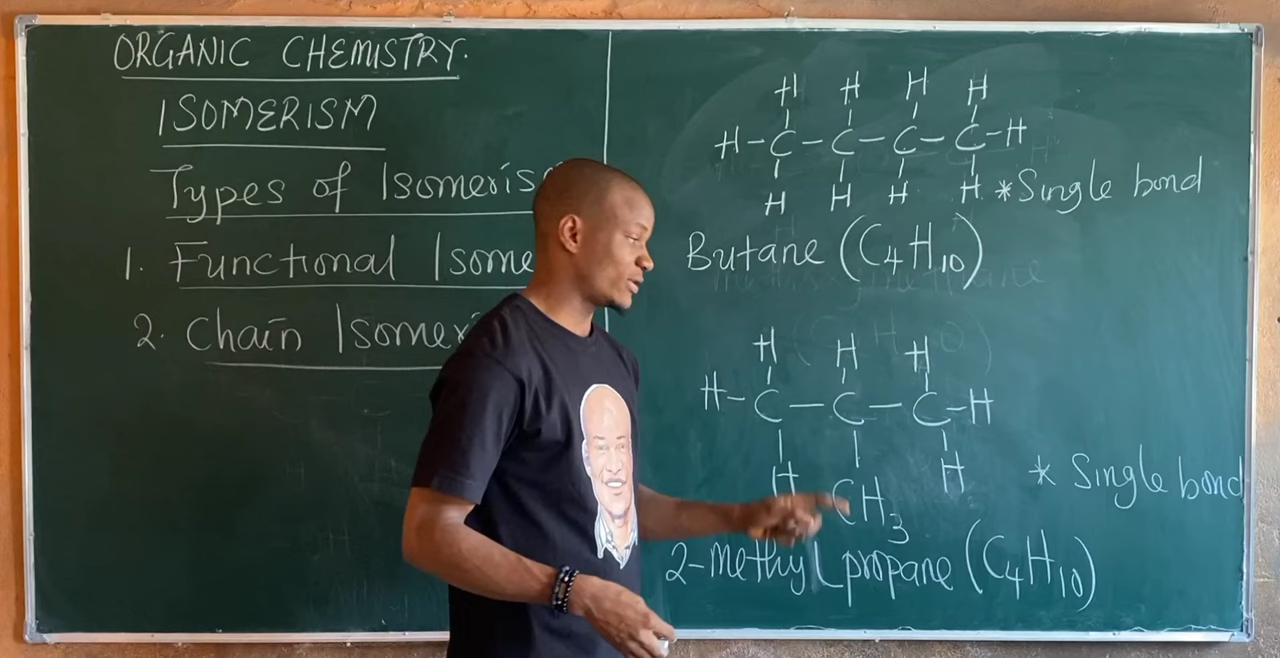 ORGANIC CHEMISTRY.
ISOMERISM
Types of Isomeris
1. Functional Isome
2. Chain Isomeri
H H H H
H-C-C-C-C-H
H H H H *Single bond
Butane (C4H10)
H H H
H-C-C-C-H
H CH3 H
* Single bond
2-methyl propane (C4H10)